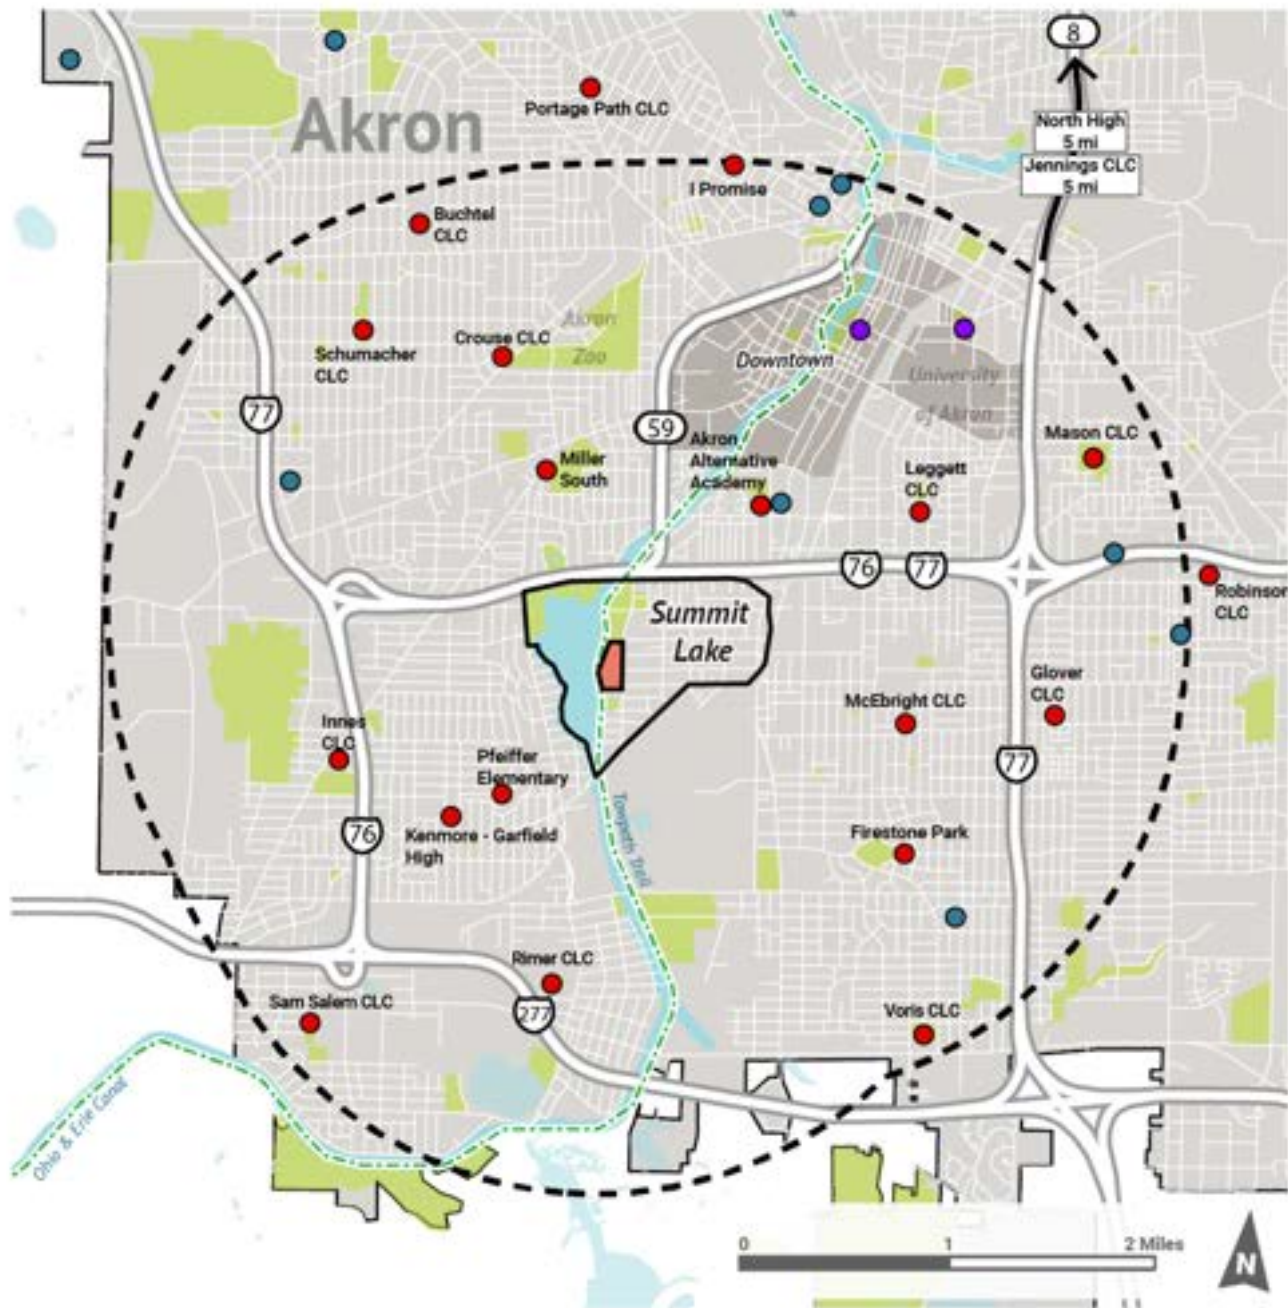 8
Akron
Portage Path CLC
North High
5 mi
Jennings CLC
5 mi
I Promise
Buchtel
CLC
Akron
Zoo
Crouse CLC
Schumacher
CLC
Downtown
University
of Akron
77
59
Akron
Alternative
Academy
Mason CLC
Miller
South
Leggett
CLC
76
77
Robinson
CLC
Summit
Lake
Glover
CLC
McEbright CLC
Innes
CLC
Pfeiffer
Elementary
77
Towpath Trail
76
Kenmore - Garfield
High
Firestone Park
Rimer CLC
Sam Salem CLC
277
Voris CLC
Ohio & Erie Canal
0 1 2 Miles
N